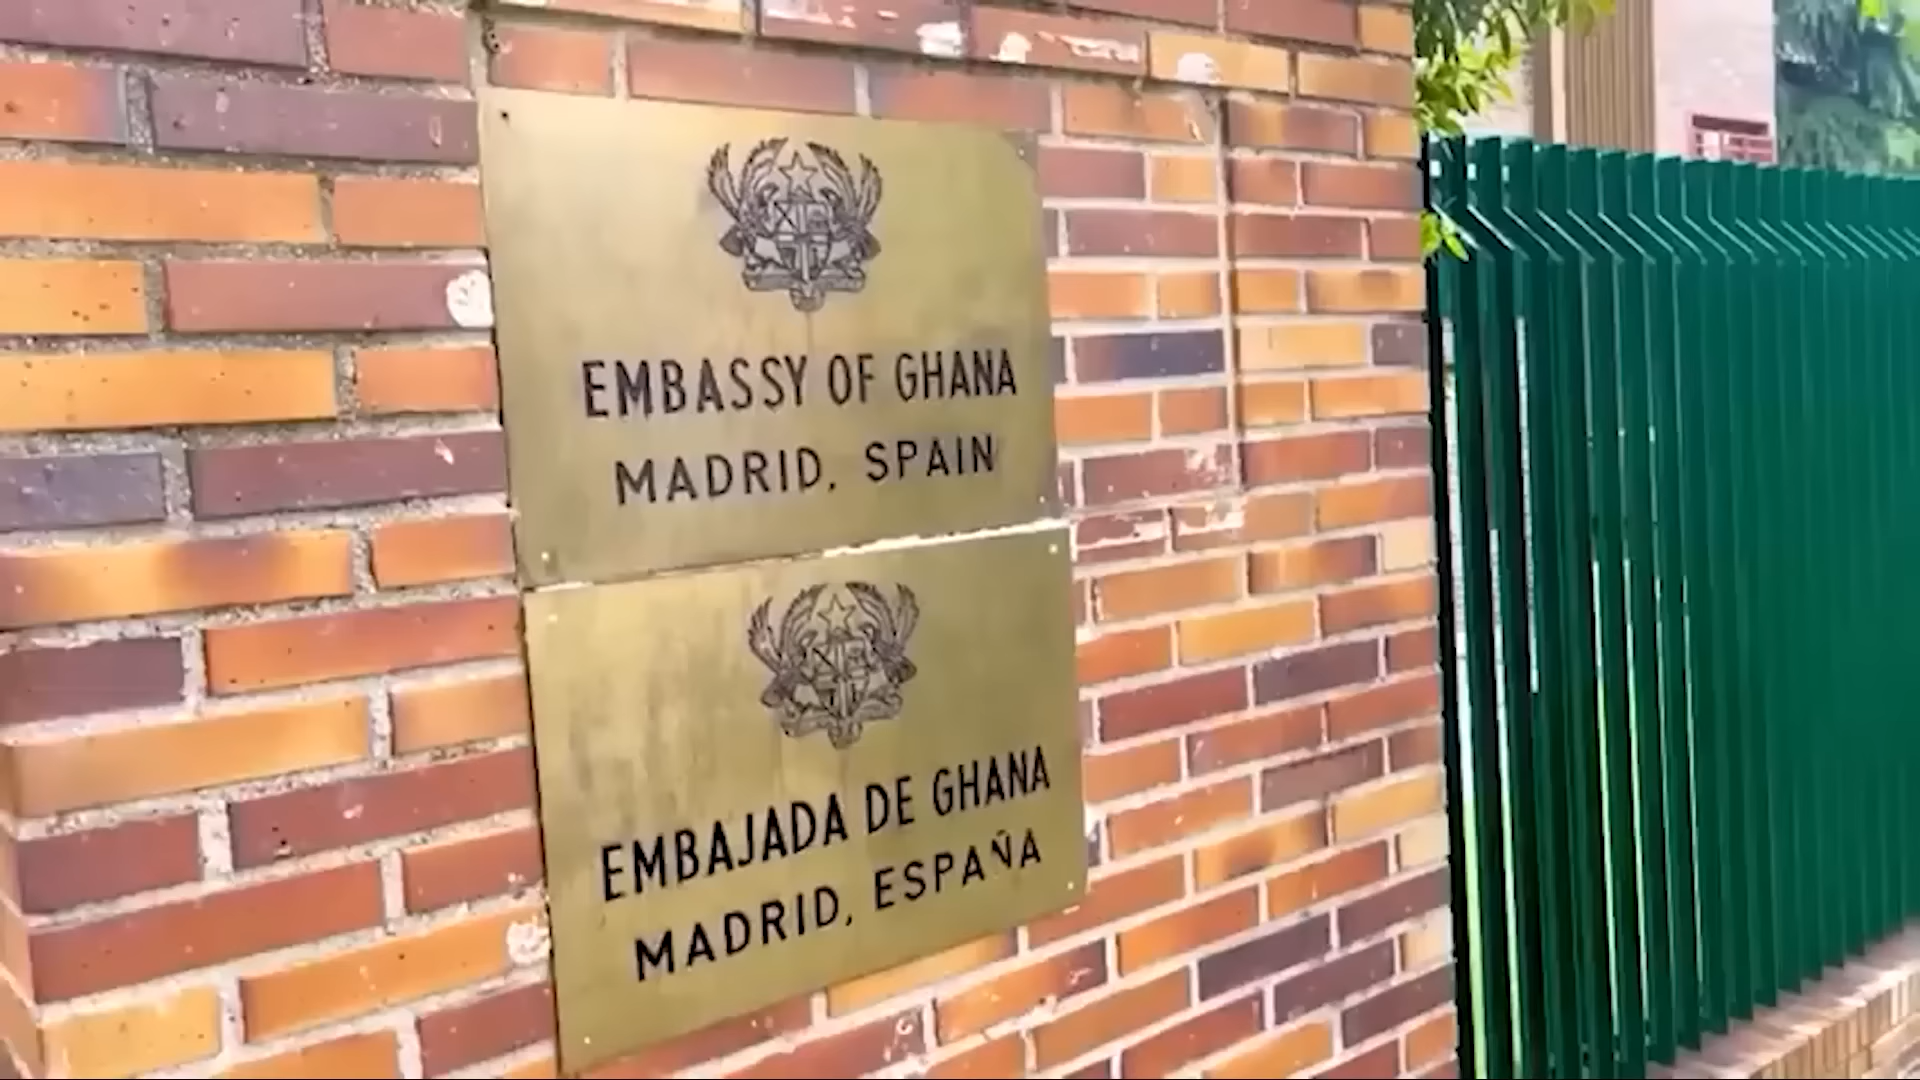 EMBASSY OF GHANA
MADRID, SPAIN
EMBAJADA DE GHANA
MADRID, ESPAÑA